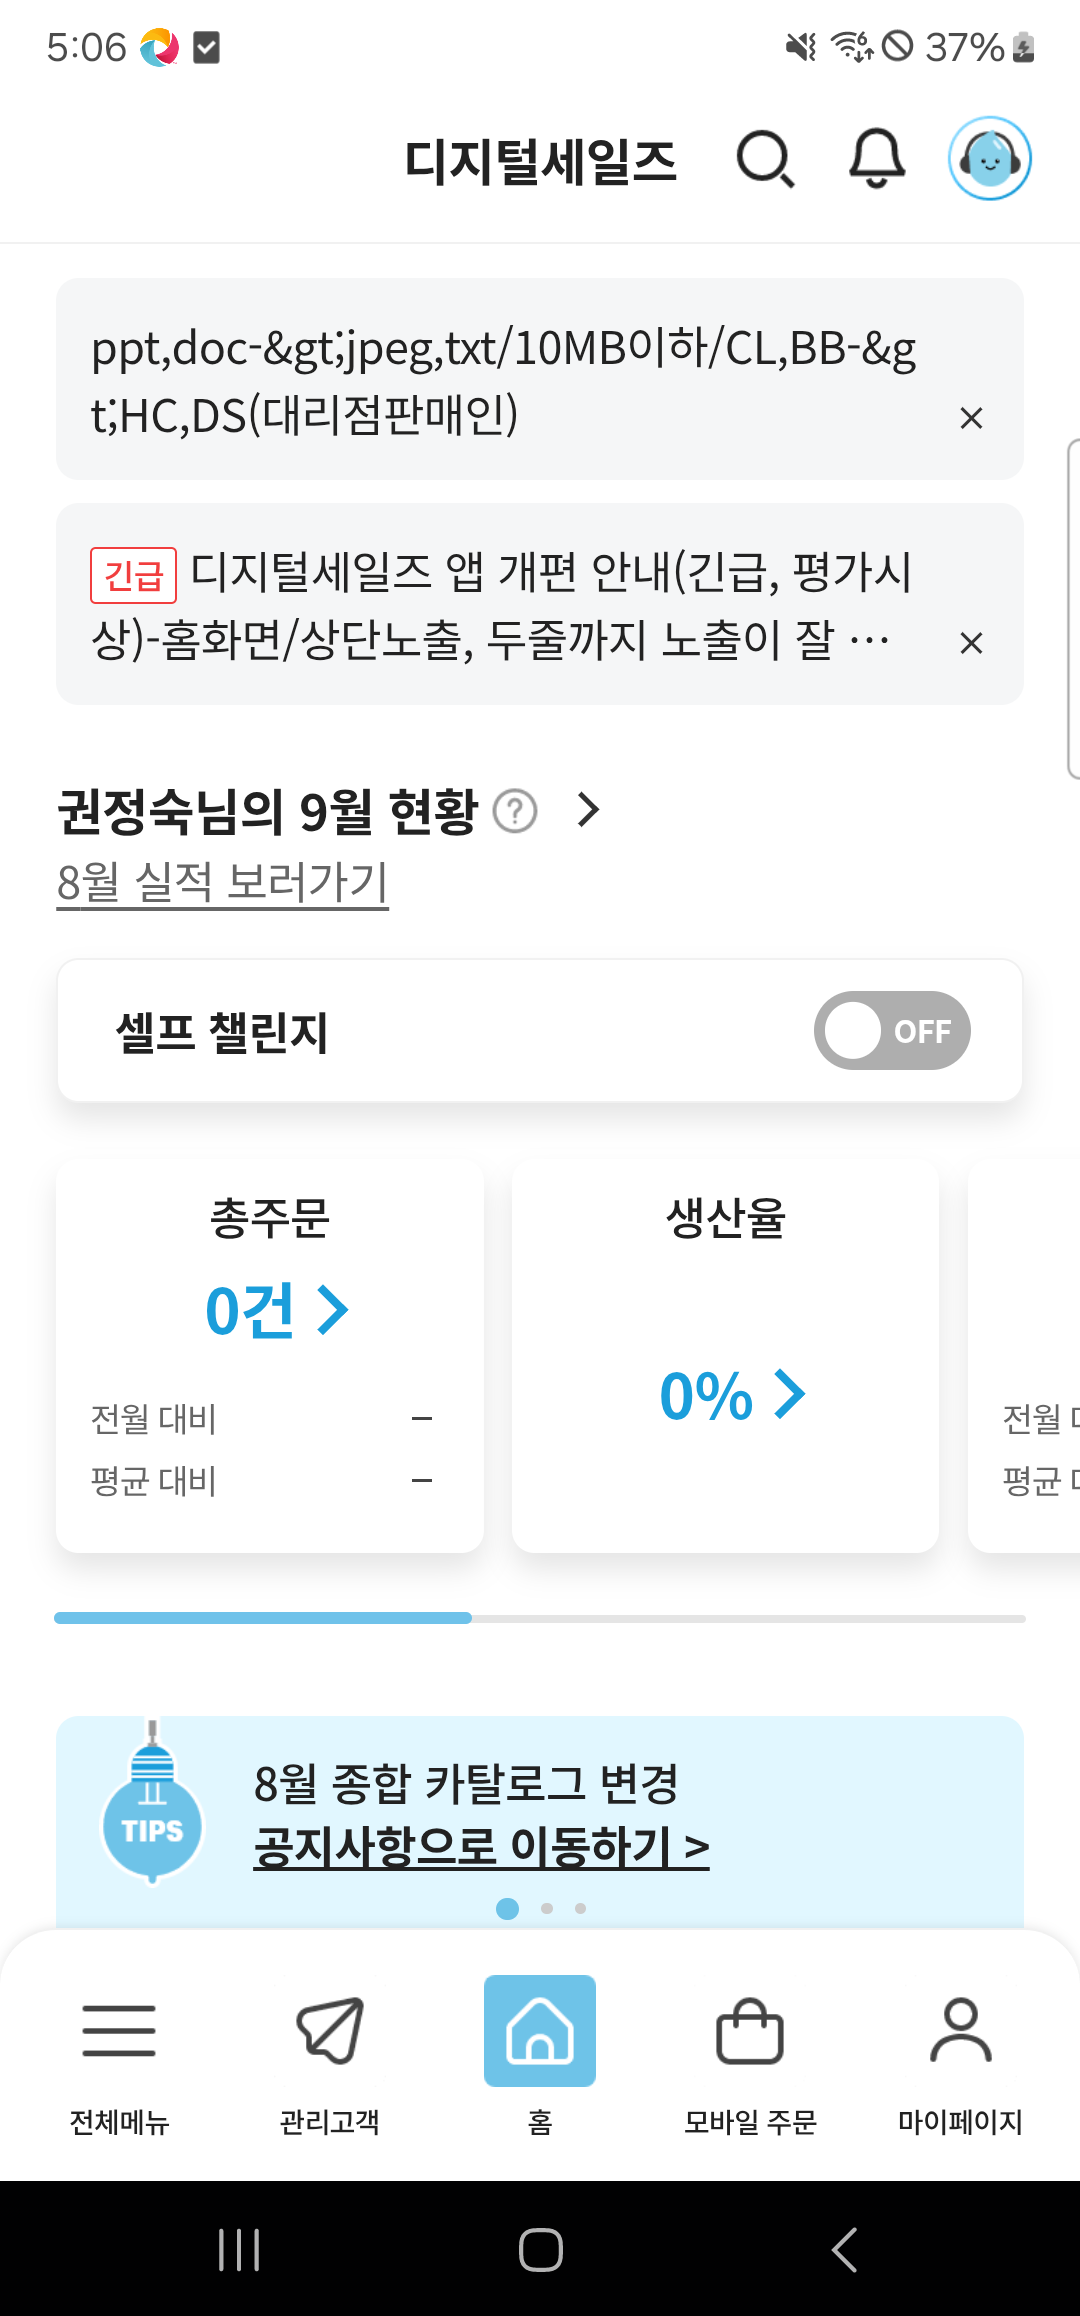 5:06
37%
디지털세일즈
ppt,doc-&gt;jpeg,txt/10MB이하/CL,BB-&g
t;HC,DS(대리점판매인)
×
긴급 디지털세일즈 앱 개편 안내(긴급, 평가시
상)-홈화면/상단노출, 두줄까지 노출이 잘 …
×
권정숙님의 9월 현황 ? >
8월 실적 보러가기
셀프 챌린지
OFF
총주문
0건 >
전월 대비 –
평균 대비 –
생산율
0% >
전월
평균
TIPS
8월 종합 카탈로그 변경
공지사항으로 이동하기 >
전체메뉴
관리고객
홈
모바일 주문
마이페이지